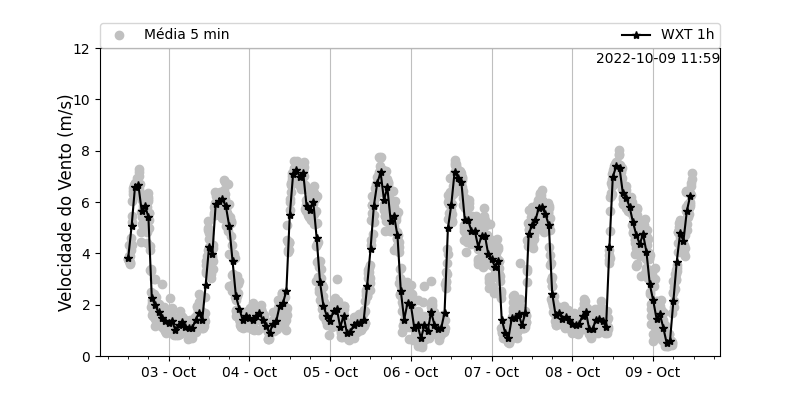 Média 5 min
WXT 1h
2022-10-09 11:59
Velocidade do Vento (m/s)
12
10
8
6
4
2
0
03 - Oct
04 - Oct
05 - Oct
06 - Oct
07 - Oct
08 - Oct
09 - Oct